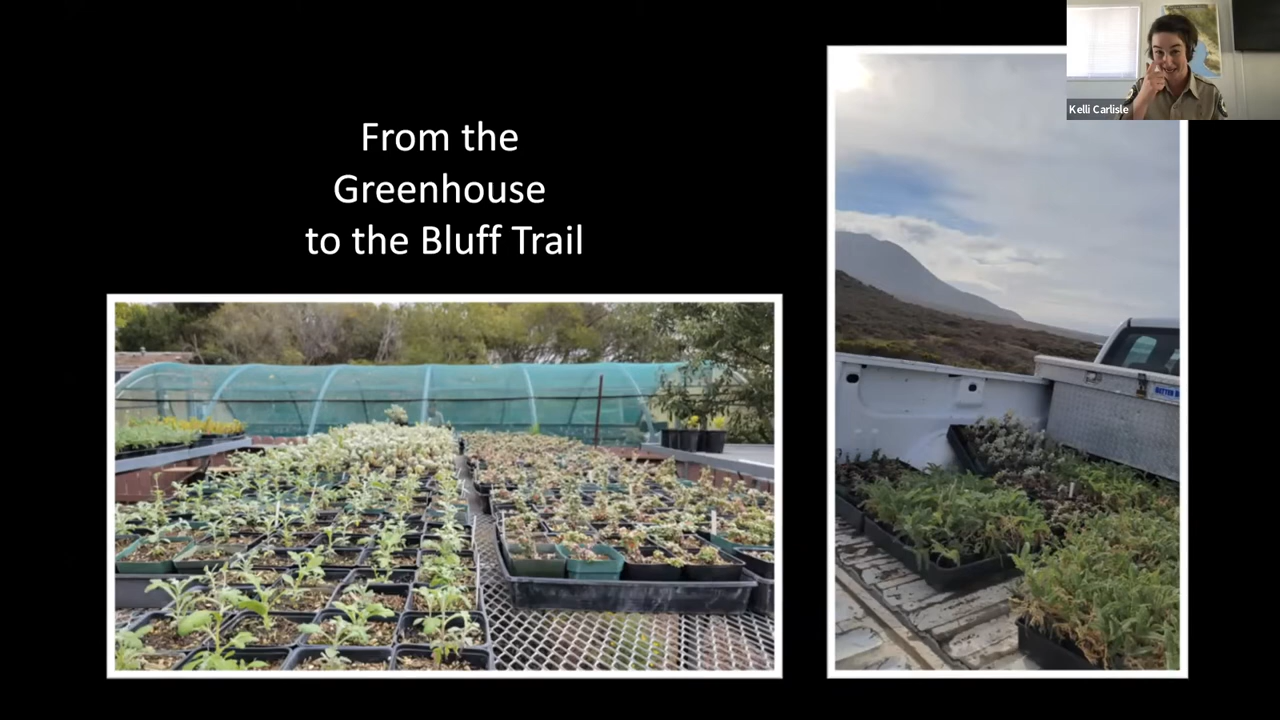 From the
Greenhouse
to the Bluff Trail
Kelli Carlisle